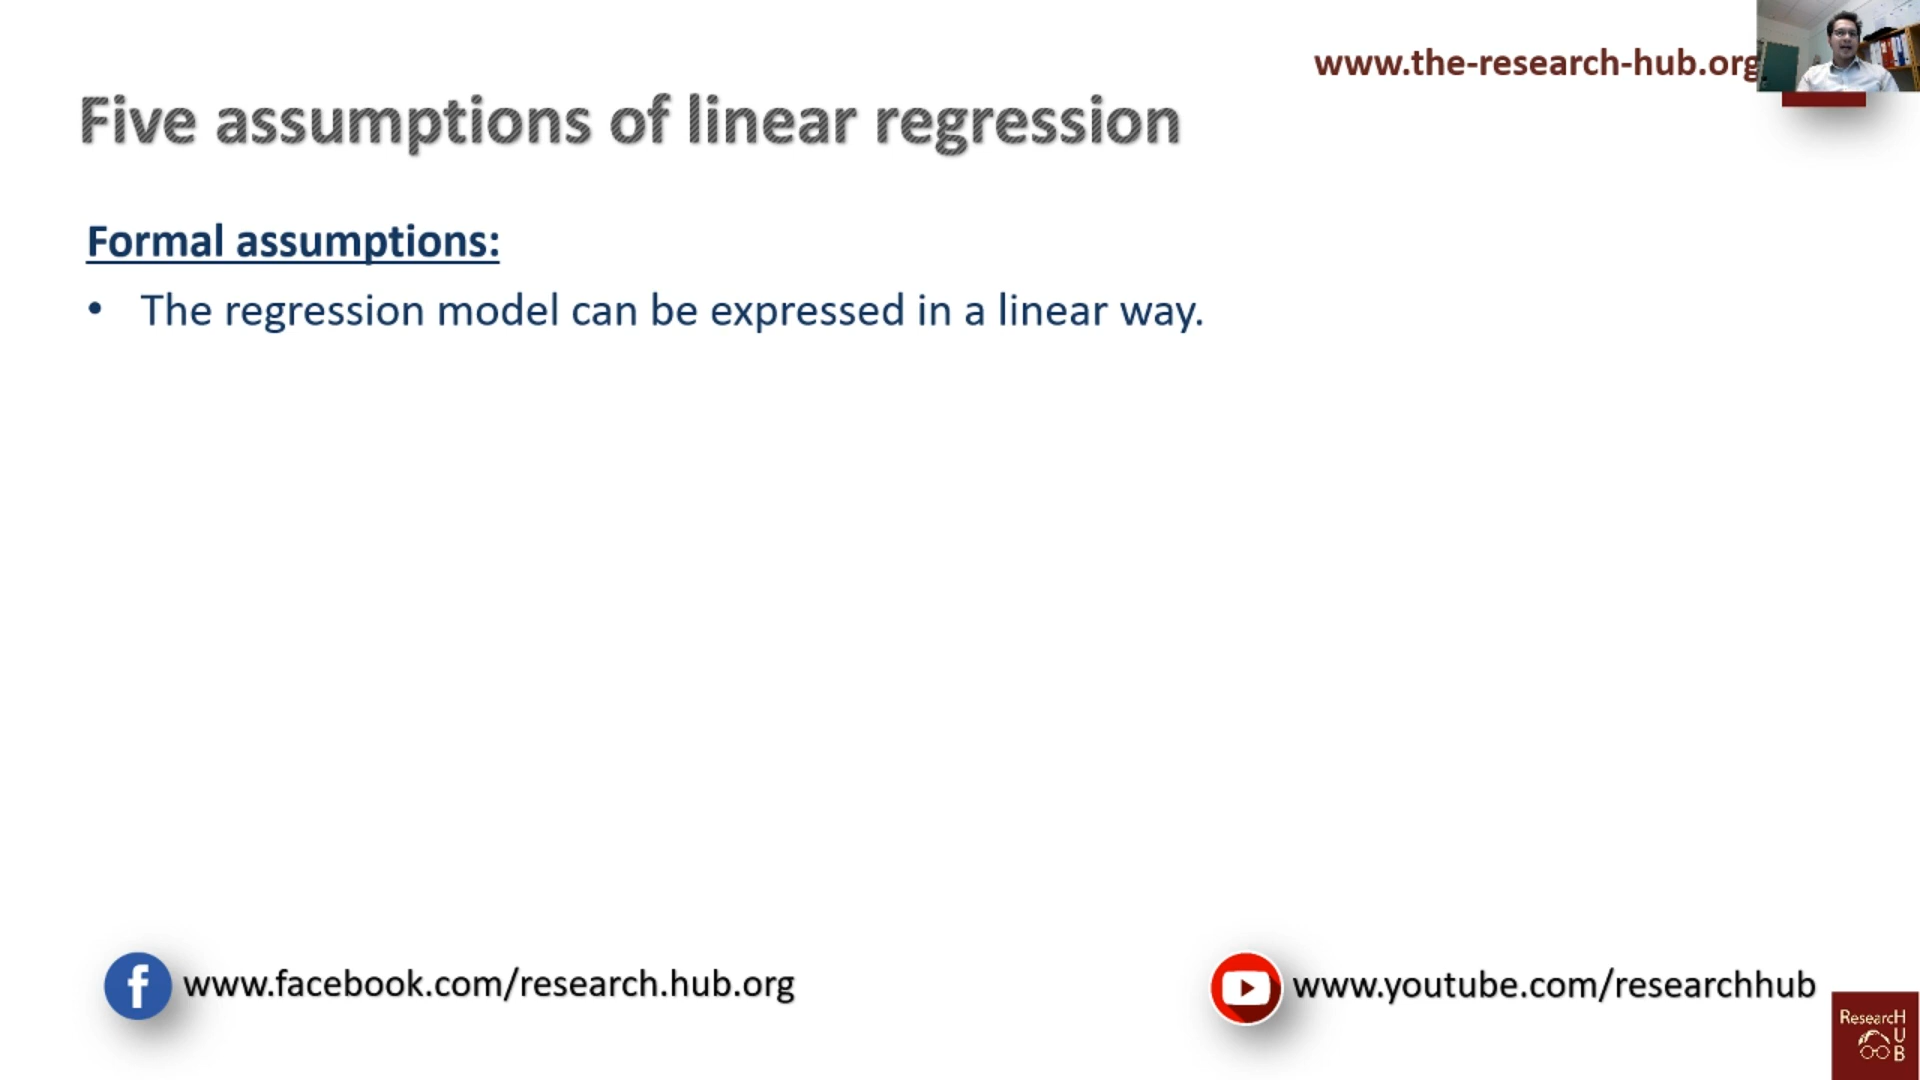 www.the-research-hub.org
Five assumptions of linear regression
Formal assumptions:
• The regression model can be expressed in a linear way.
www.facebook.com/research.hub.org
www.youtube.com/researchhub
ResearcH
U
B